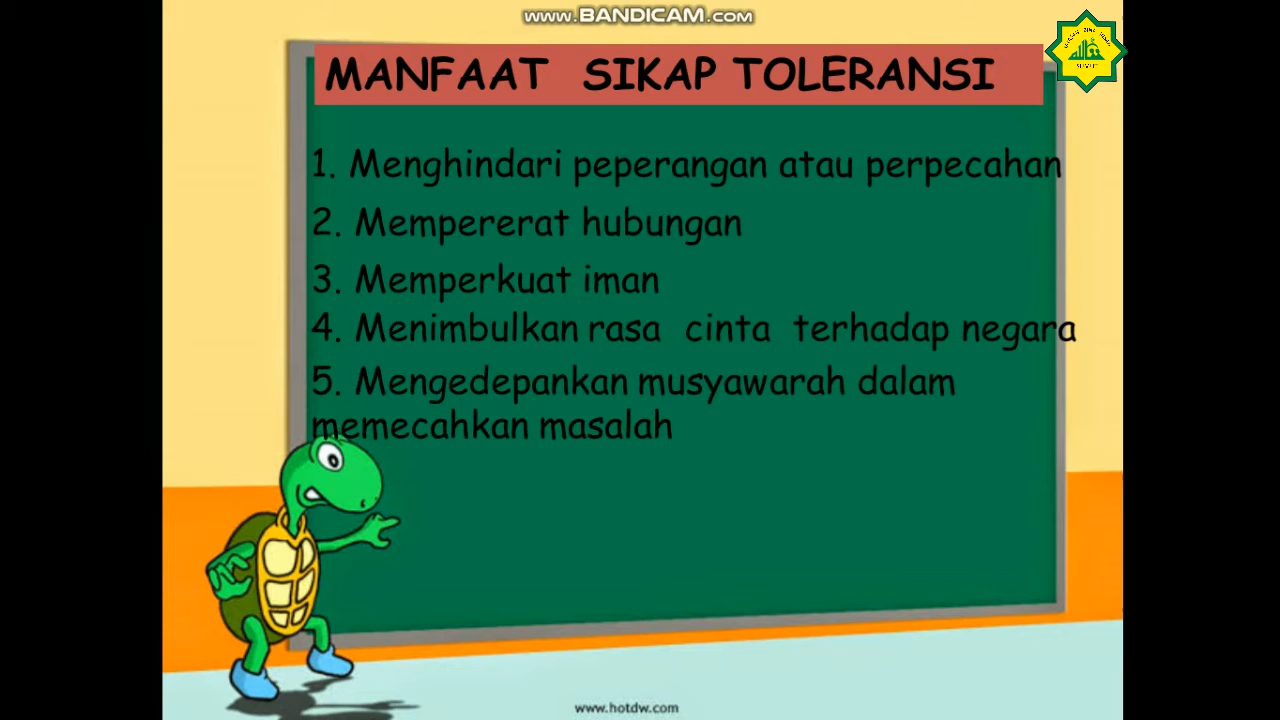 www.BANDICAM.com
MANFAAT SIKAP TOLERANSI
1. Menghindari peperangan atau perpecahan
2. Mempererat hubungan
3. Memperkuat iman
4. Menimbulkan rasa cinta terhadap negara
5. Mengedepankan musyawarah dalam
memecahkan masalah
www.hotdw.com